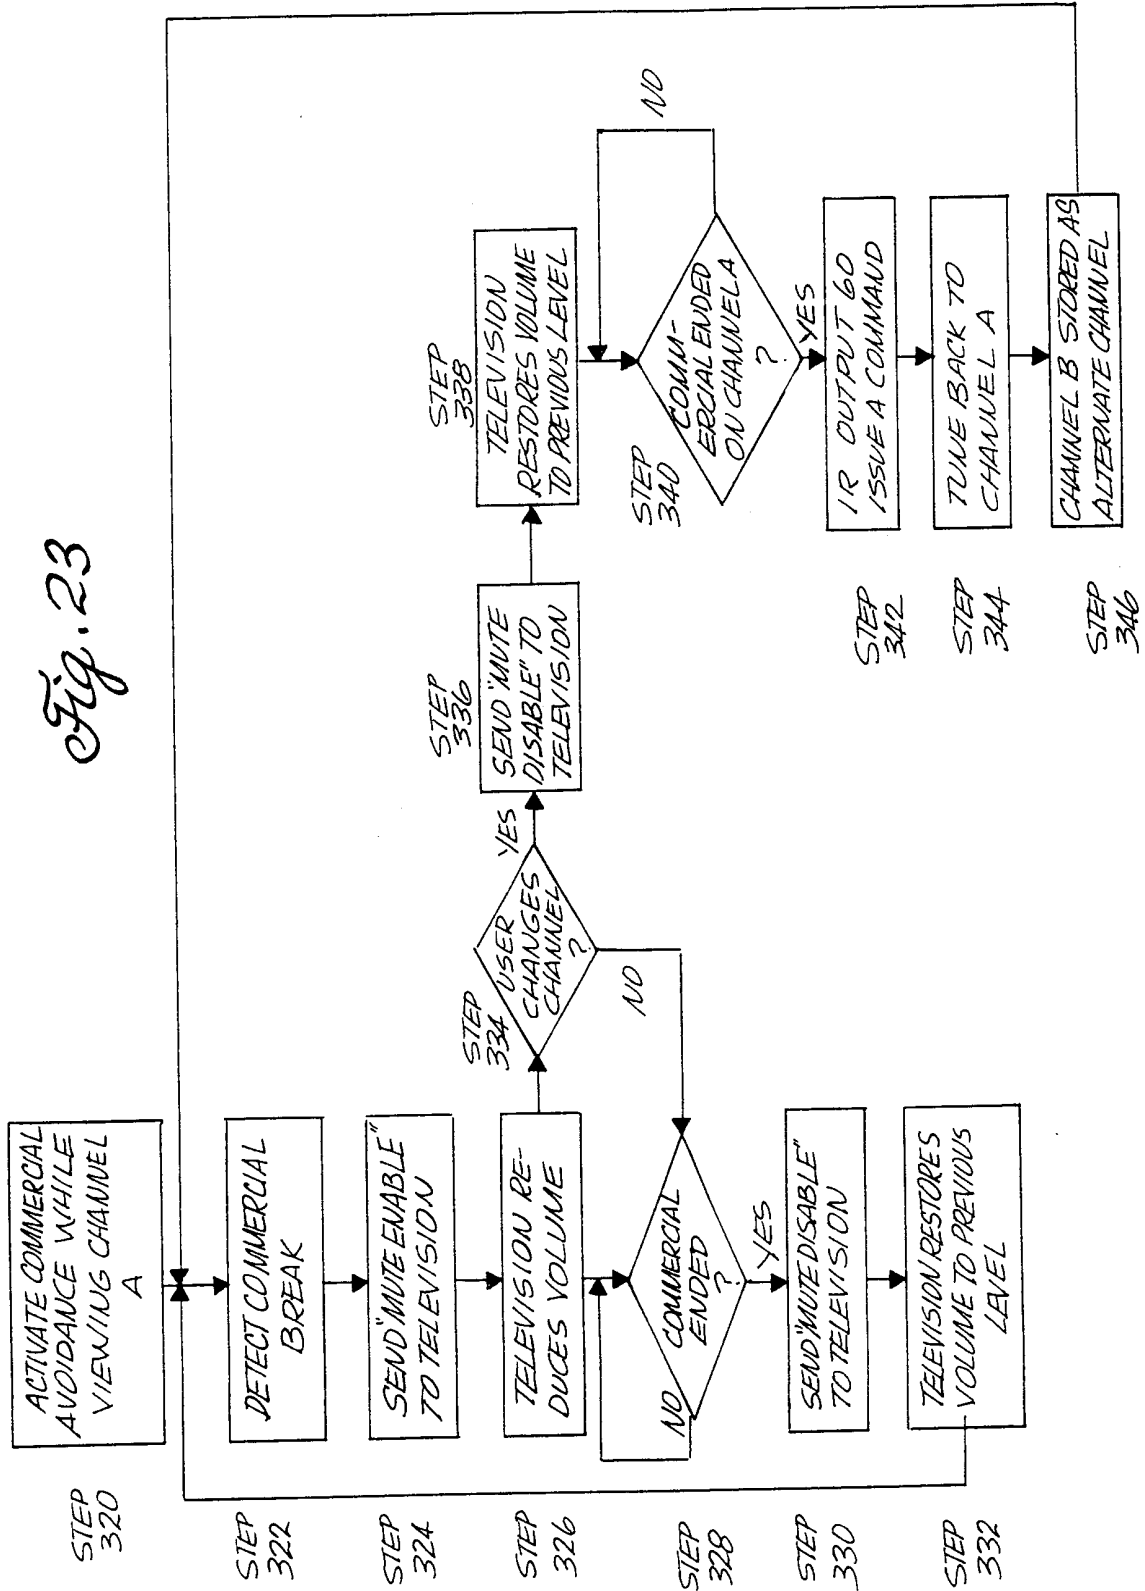 Fig. 23
STEP
320
ACTIVATE COMMERCIAL
AVOIDANCE WHILE
VIEWING CHANNEL
A
STEP
322
DETECT COMMERCIAL
BREAK
STEP
324
SEND "MUTE ENABLE"
TO TELEVISION
STEP
326
TELEVISION RE-
DUCES VOLUME
STEP
328
COMMERCIAL
ENDED
?
NO
YES
STEP
330
SEND "MUTE DISABLE"
TO TELEVISION
STEP
332
TELEVISION RESTORES
VOLUME TO PREVIOUS
LEVEL
STEP
334
USER
CHANGES
CHANNEL
?
YES
NO
STEP
336
SEND "MUTE
DISABLE" TO
TELEVISION
STEP
338
TELEVISION
RESTORES VOLUME
TO PREVIOUS LEVEL
STEP
340
COMM-
ERCIAL ENDED
ON CHANNEL A
?
NO
YES
STEP
342
IR OUTPUT 60
ISSUE A COMMAND
STEP
344
TUNE BACK TO
CHANNEL A
STEP
346
CHANNEL B STORED AS
ALTERNATE CHANNEL